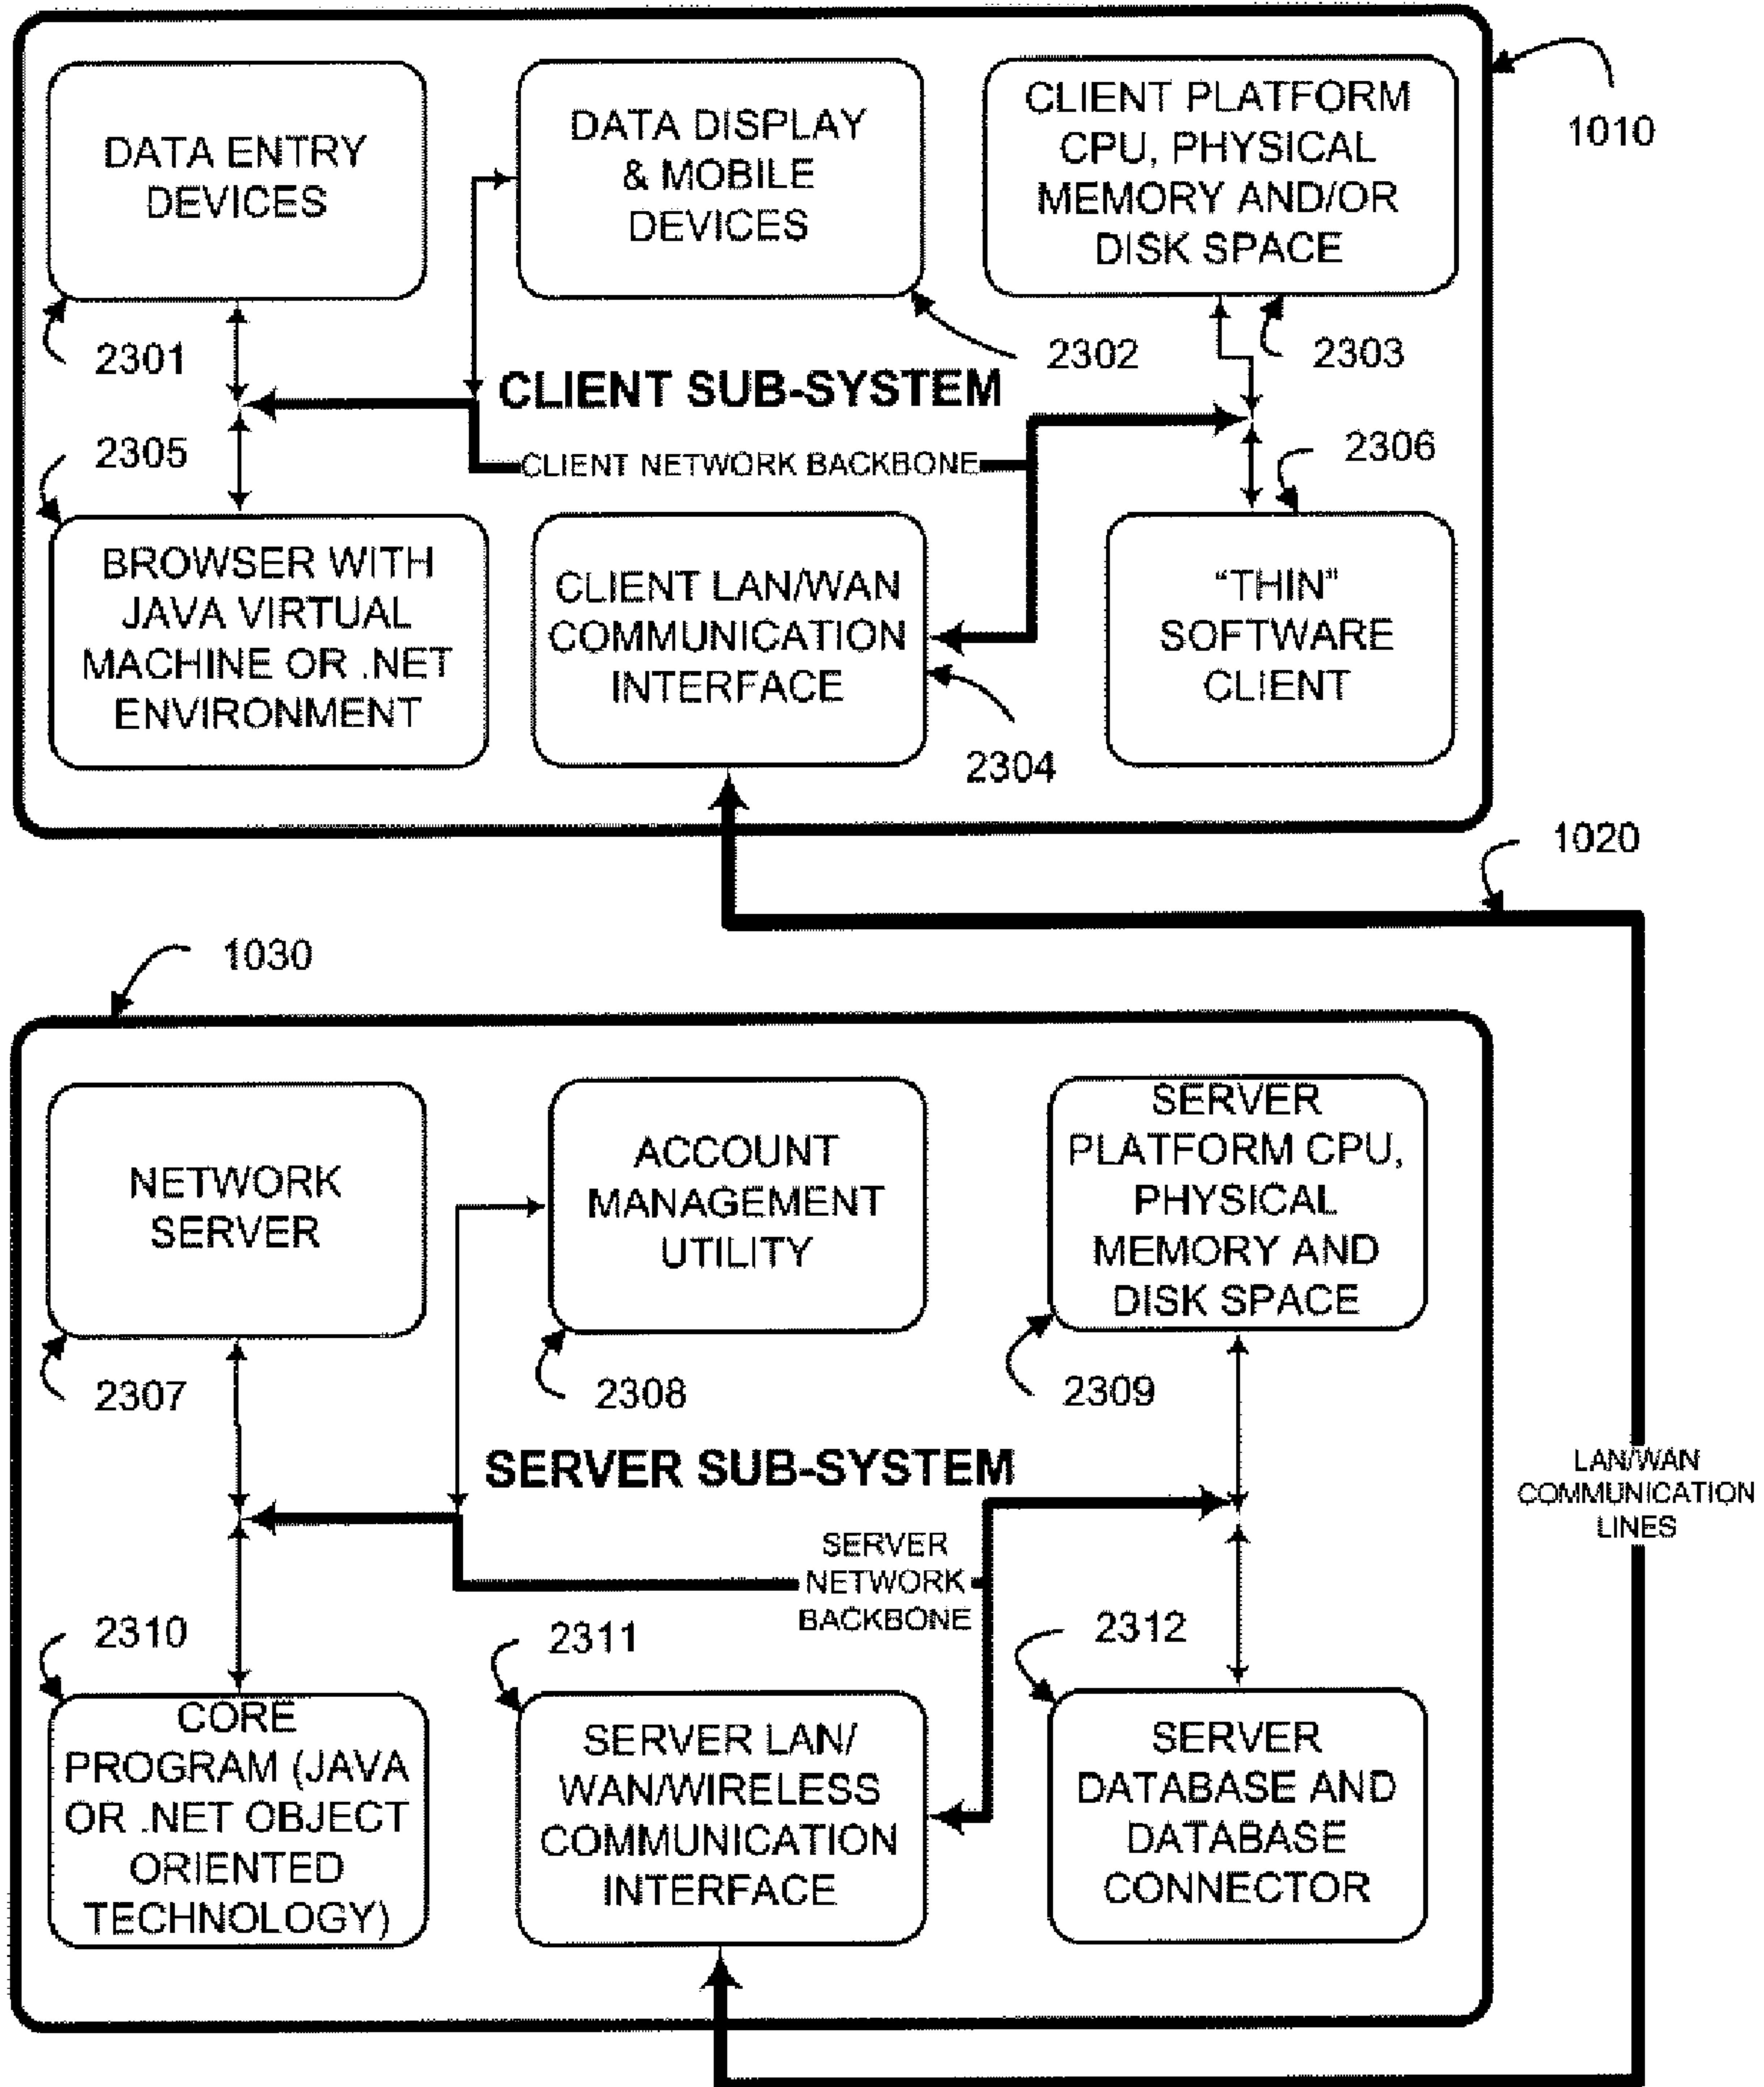 DATA ENTRY
DEVICES
DATA DISPLAY
& MOBILE
DEVICES
CLIENT PLATFORM
CPU, PHYSICAL
MEMORY AND/OR
DISK SPACE
1010
2301
2302
2303
CLIENT SUB-SYSTEM
2305
CLIENT NETWORK BACKBONE
2306
BROWSER WITH
JAVA VIRTUAL
MACHINE OR .NET
ENVIRONMENT
CLIENT LAN/WAN
COMMUNICATION
INTERFACE
"THIN"
SOFTWARE
CLIENT
2304
1020
1030
NETWORK
SERVER
ACCOUNT
MANAGEMENT
UTILITY
SERVER
PLATFORM CPU,
PHYSICAL
MEMORY AND
DISK SPACE
2307
2308
2309
SERVER SUB-SYSTEM
LAN/WAN
COMMUNICATION
LINES
SERVER
NETWORK
BACKBONE
2310
2311
2312
CORE
PROGRAM (JAVA
OR .NET OBJECT
ORIENTED
TECHNOLOGY)
SERVER LAN/
WAN/WIRELESS
COMMUNICATION
INTERFACE
SERVER
DATABASE AND
DATABASE
CONNECTOR